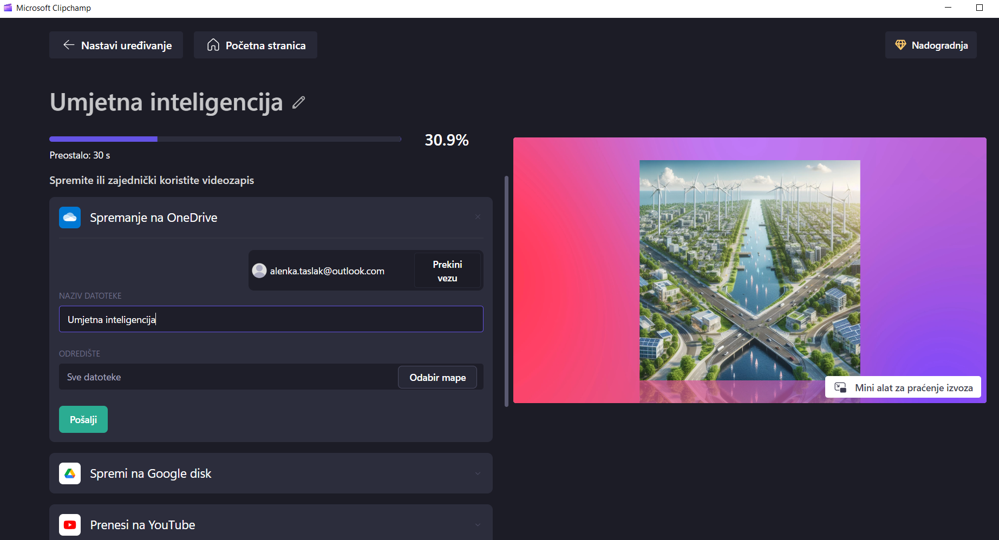 Microsoft Clipchamp
Nastavi uređivanje
Početna stranica
Nadogradnja
Umjetna inteligencija
30.9%
Preostalo: 30 s
Spremite ili zajednički koristite videozapis
Spremanje na OneDrive
alenka.taslak@outlook.com
Prekini
vezu
NAZIV DATOTEKE
Umjetna inteligencija
ODREDIŠTE
Sve datoteke
Odabir mape
Mini alat za praćenje izvoza
Pošalji
Spremi na Google disk
Prenesi na YouTube